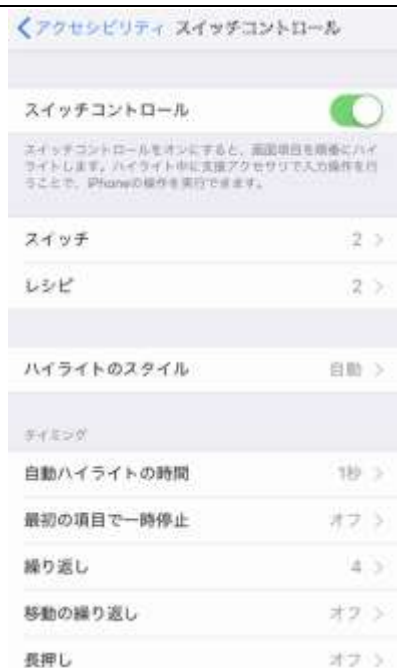 アクセシビリティ スイッチコントロール
スイッチコントロール
スイッチコントロールをオンにすると、画面項目を順番にハイ
ライトします。ハイライト中に支援アクセサリで入力操作を行
うことで、iPhoneの操作を実行できます。
スイッチ 2
レシピ 2
ハイライトのスタイル 自動
タイミング
自動ハイライトの時間 1秒
最初の項目で一時停止 オフ
繰り返し 4
移動の繰り返し オフ
長押し オフ